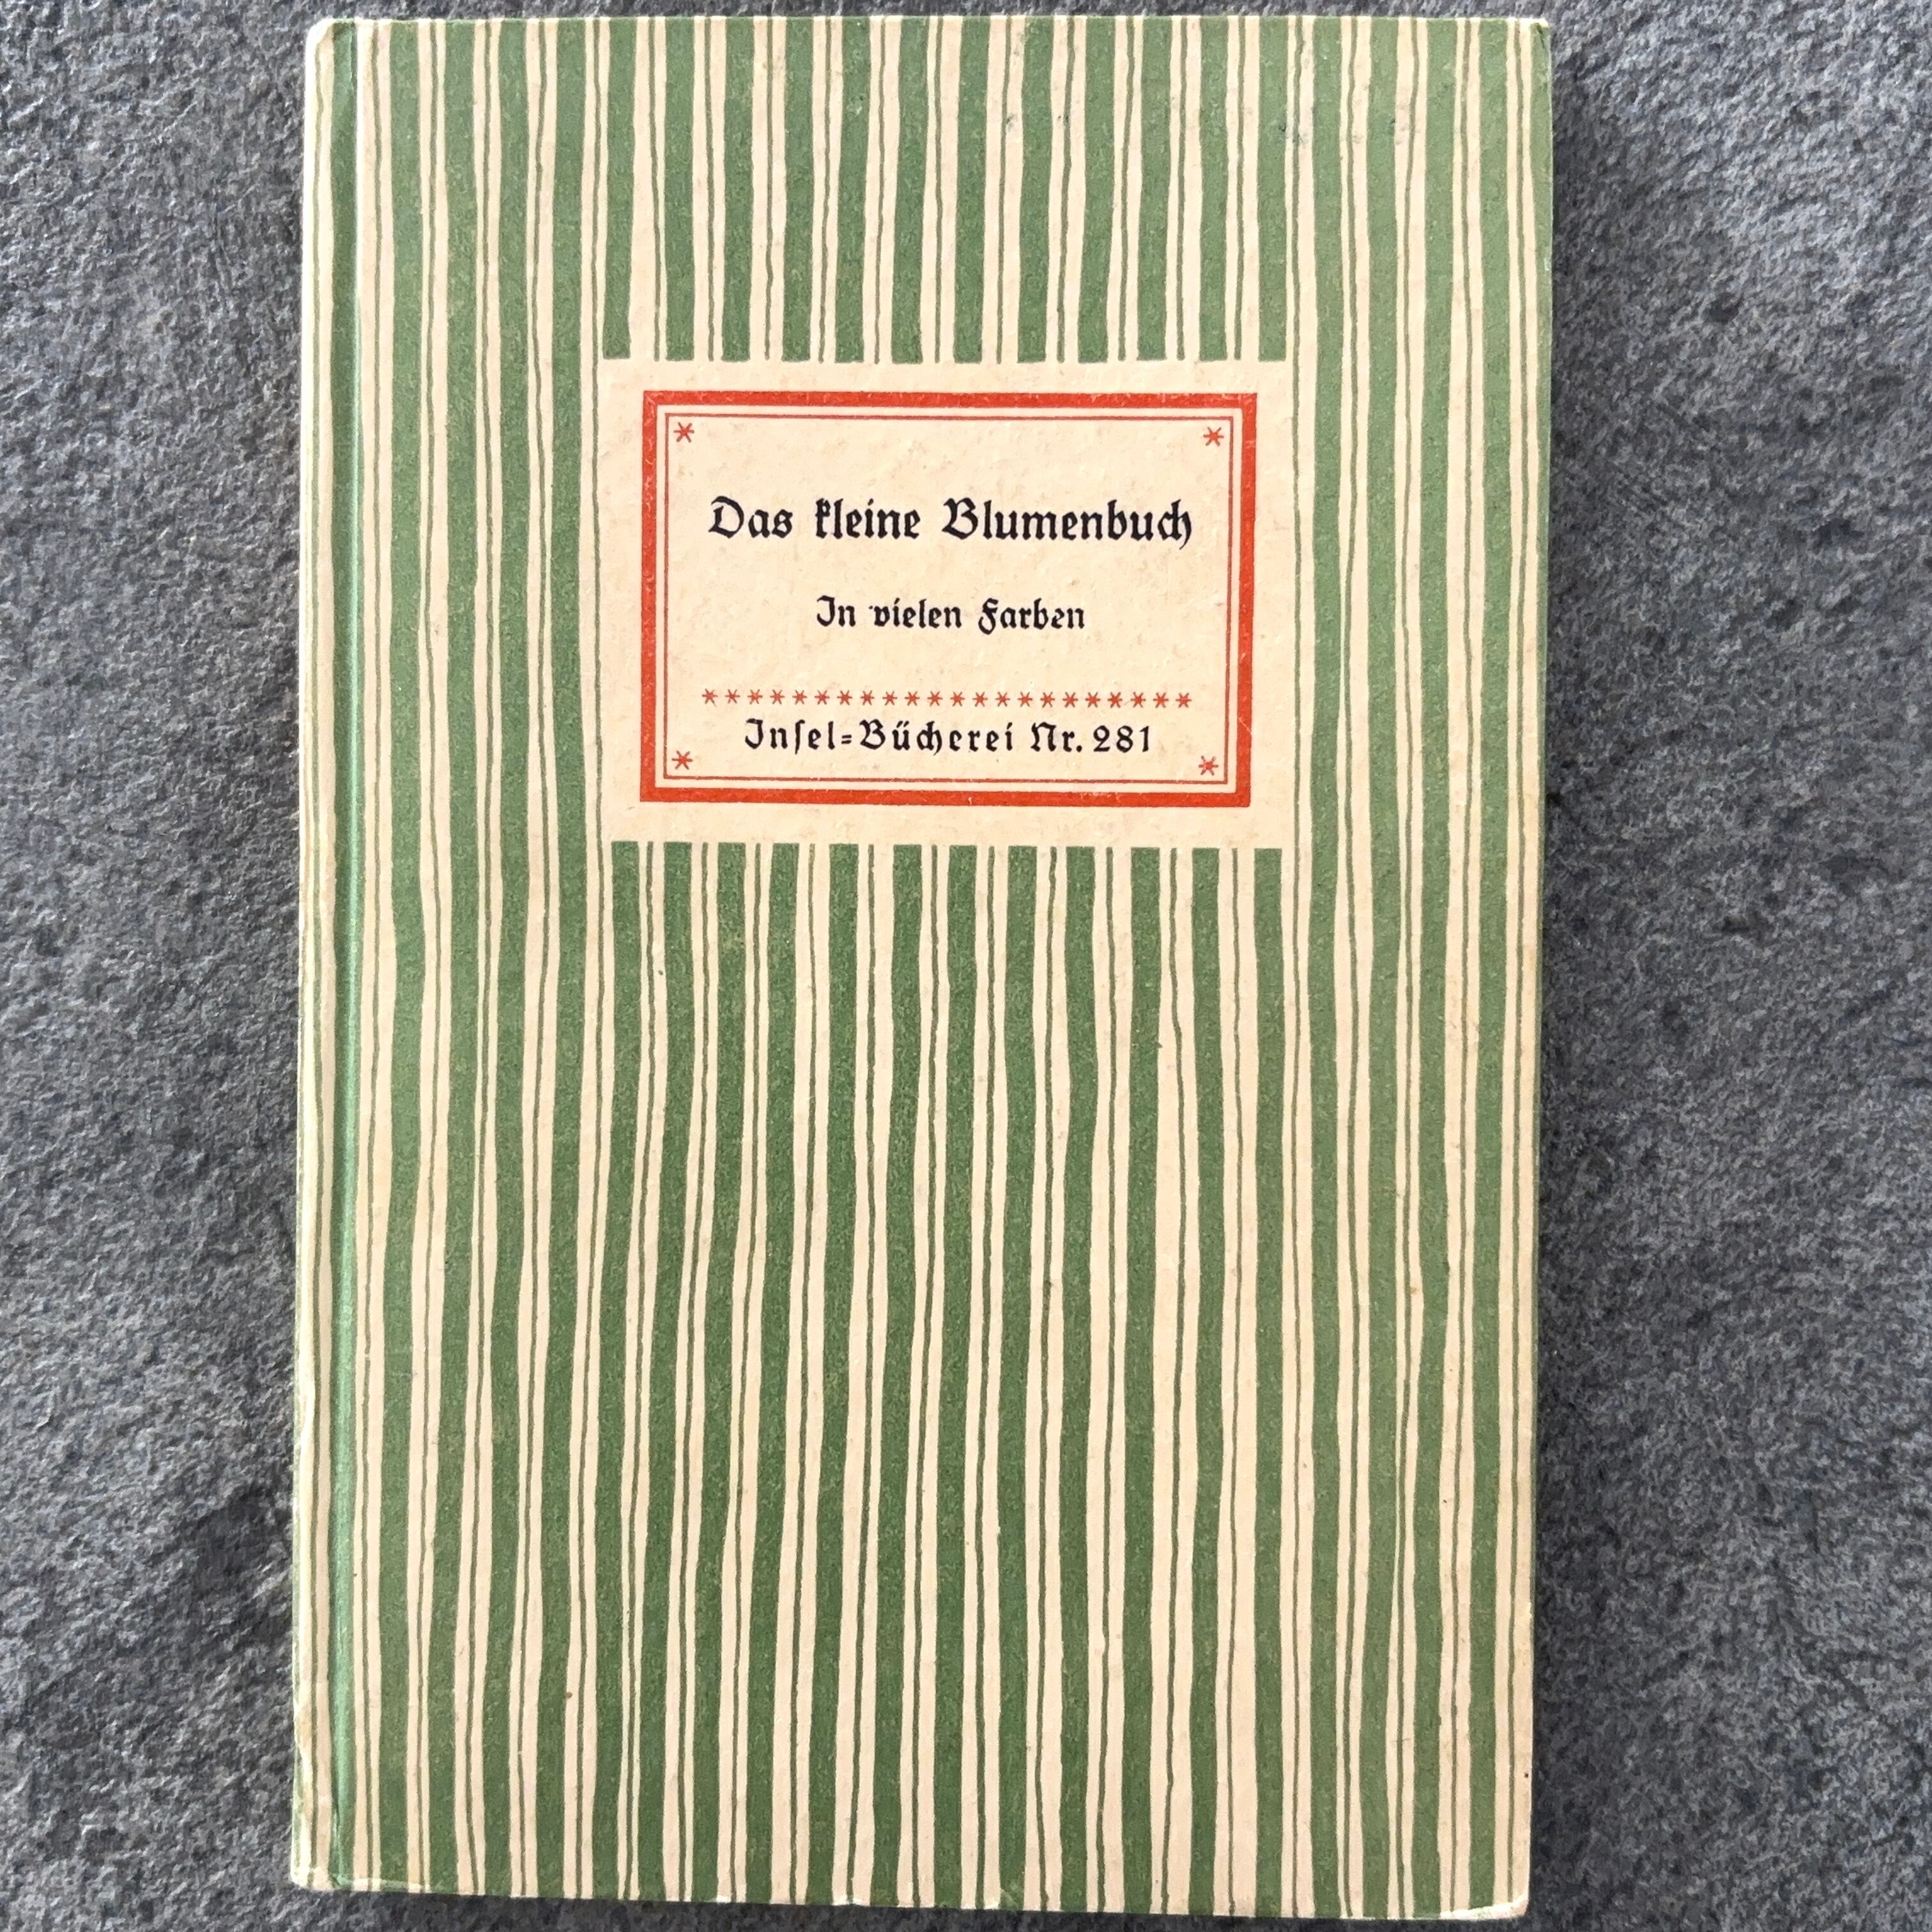 Das kleine Blumenbuch
In vielen Farben
**********************
Inſel-Bücherei Nr. 281